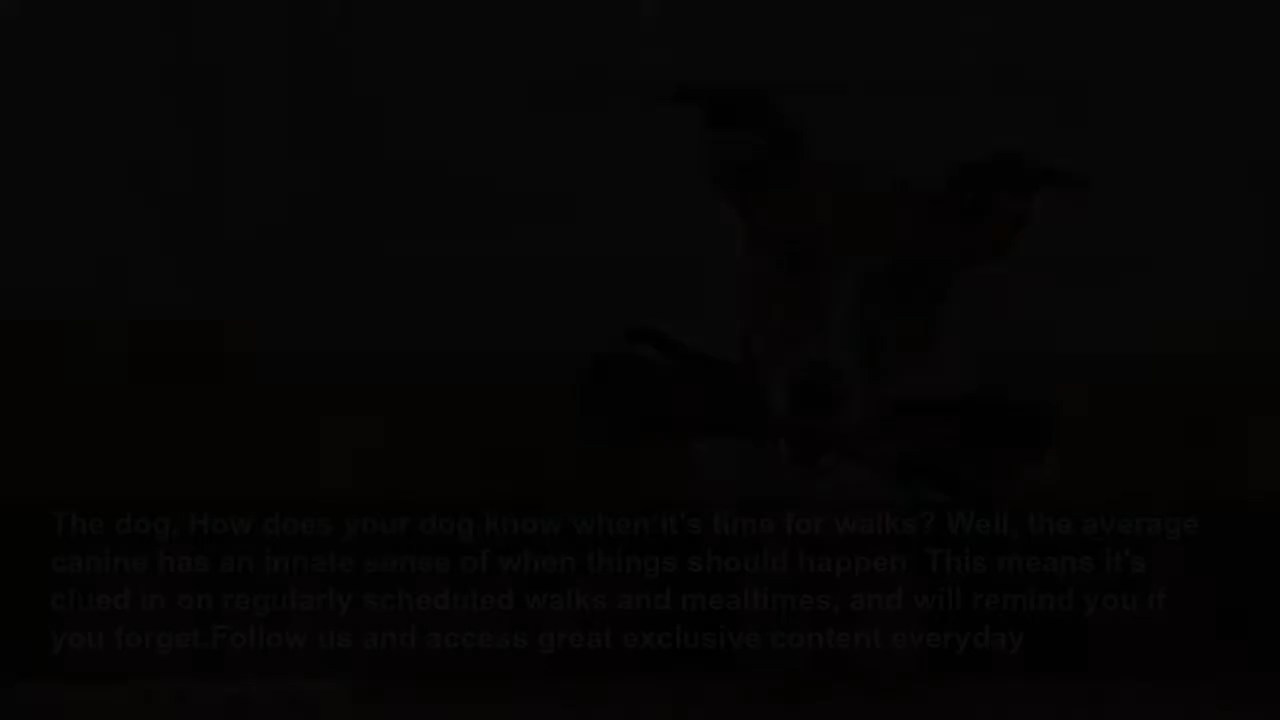 The dog, How does your dog know when it's time for walks? Well, the average
canine has an innate sense of when things should happen. This means it's
clued in on regularly scheduled walks and mealtimes, and will remind you if
you forget.Follow us and access great exclusive content everyday